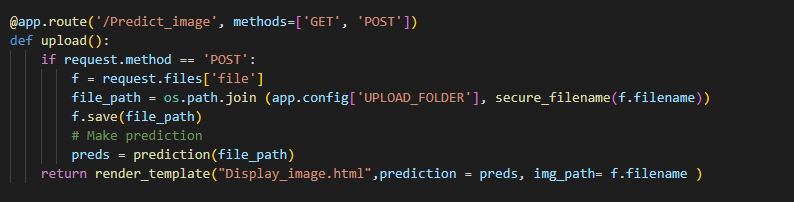 @app.route('/Predict_image', methods=['GET', 'POST'])
def upload():
    if request.method == 'POST':
        f = request.files['file']
        file_path = os.path.join (app.config['UPLOAD_FOLDER'], secure_filename(f.filename))
        f.save(file_path)
        # Make prediction
        preds = prediction(file_path)
    return render_template("Display_image.html",prediction = preds, img_path= f.filename )